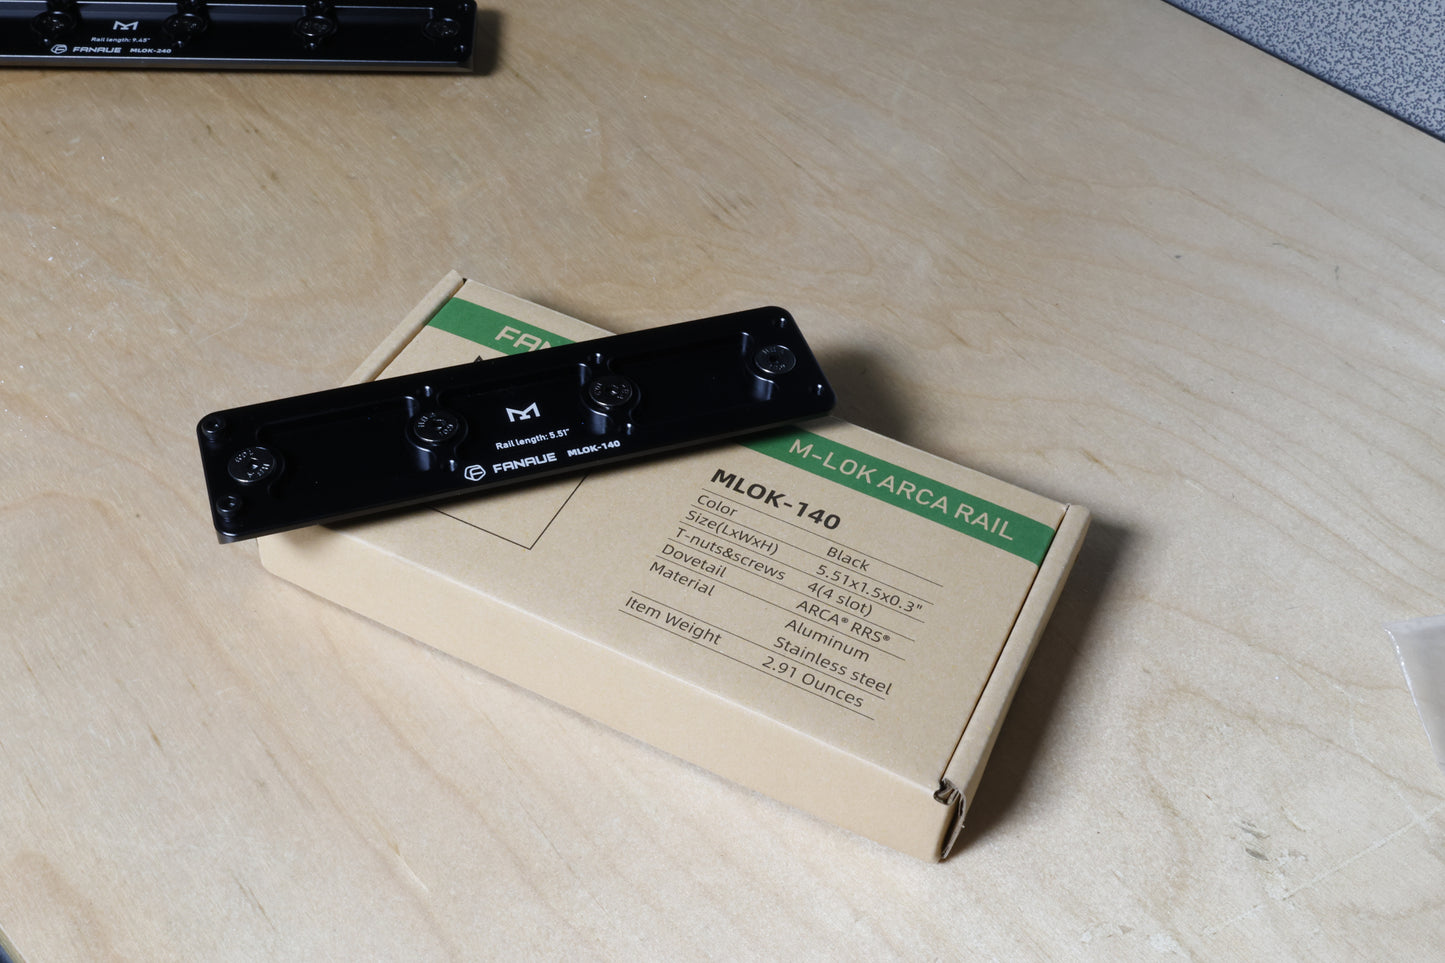 Rail length: 9.45"
FANAUE MLOK-240
FAN
Rail length: 5.51"
FANAUE MLOK-140
M-LOK ARCA RAIL
MLOK-140
Color Black
Size(LxWxH) 5.51x1.5x0.3"
T-nuts&screws 4(4 slot)
Dovetail ARCA® RRS®
Material Aluminum
Stainless steel
Item Weight 2.91 Ounces